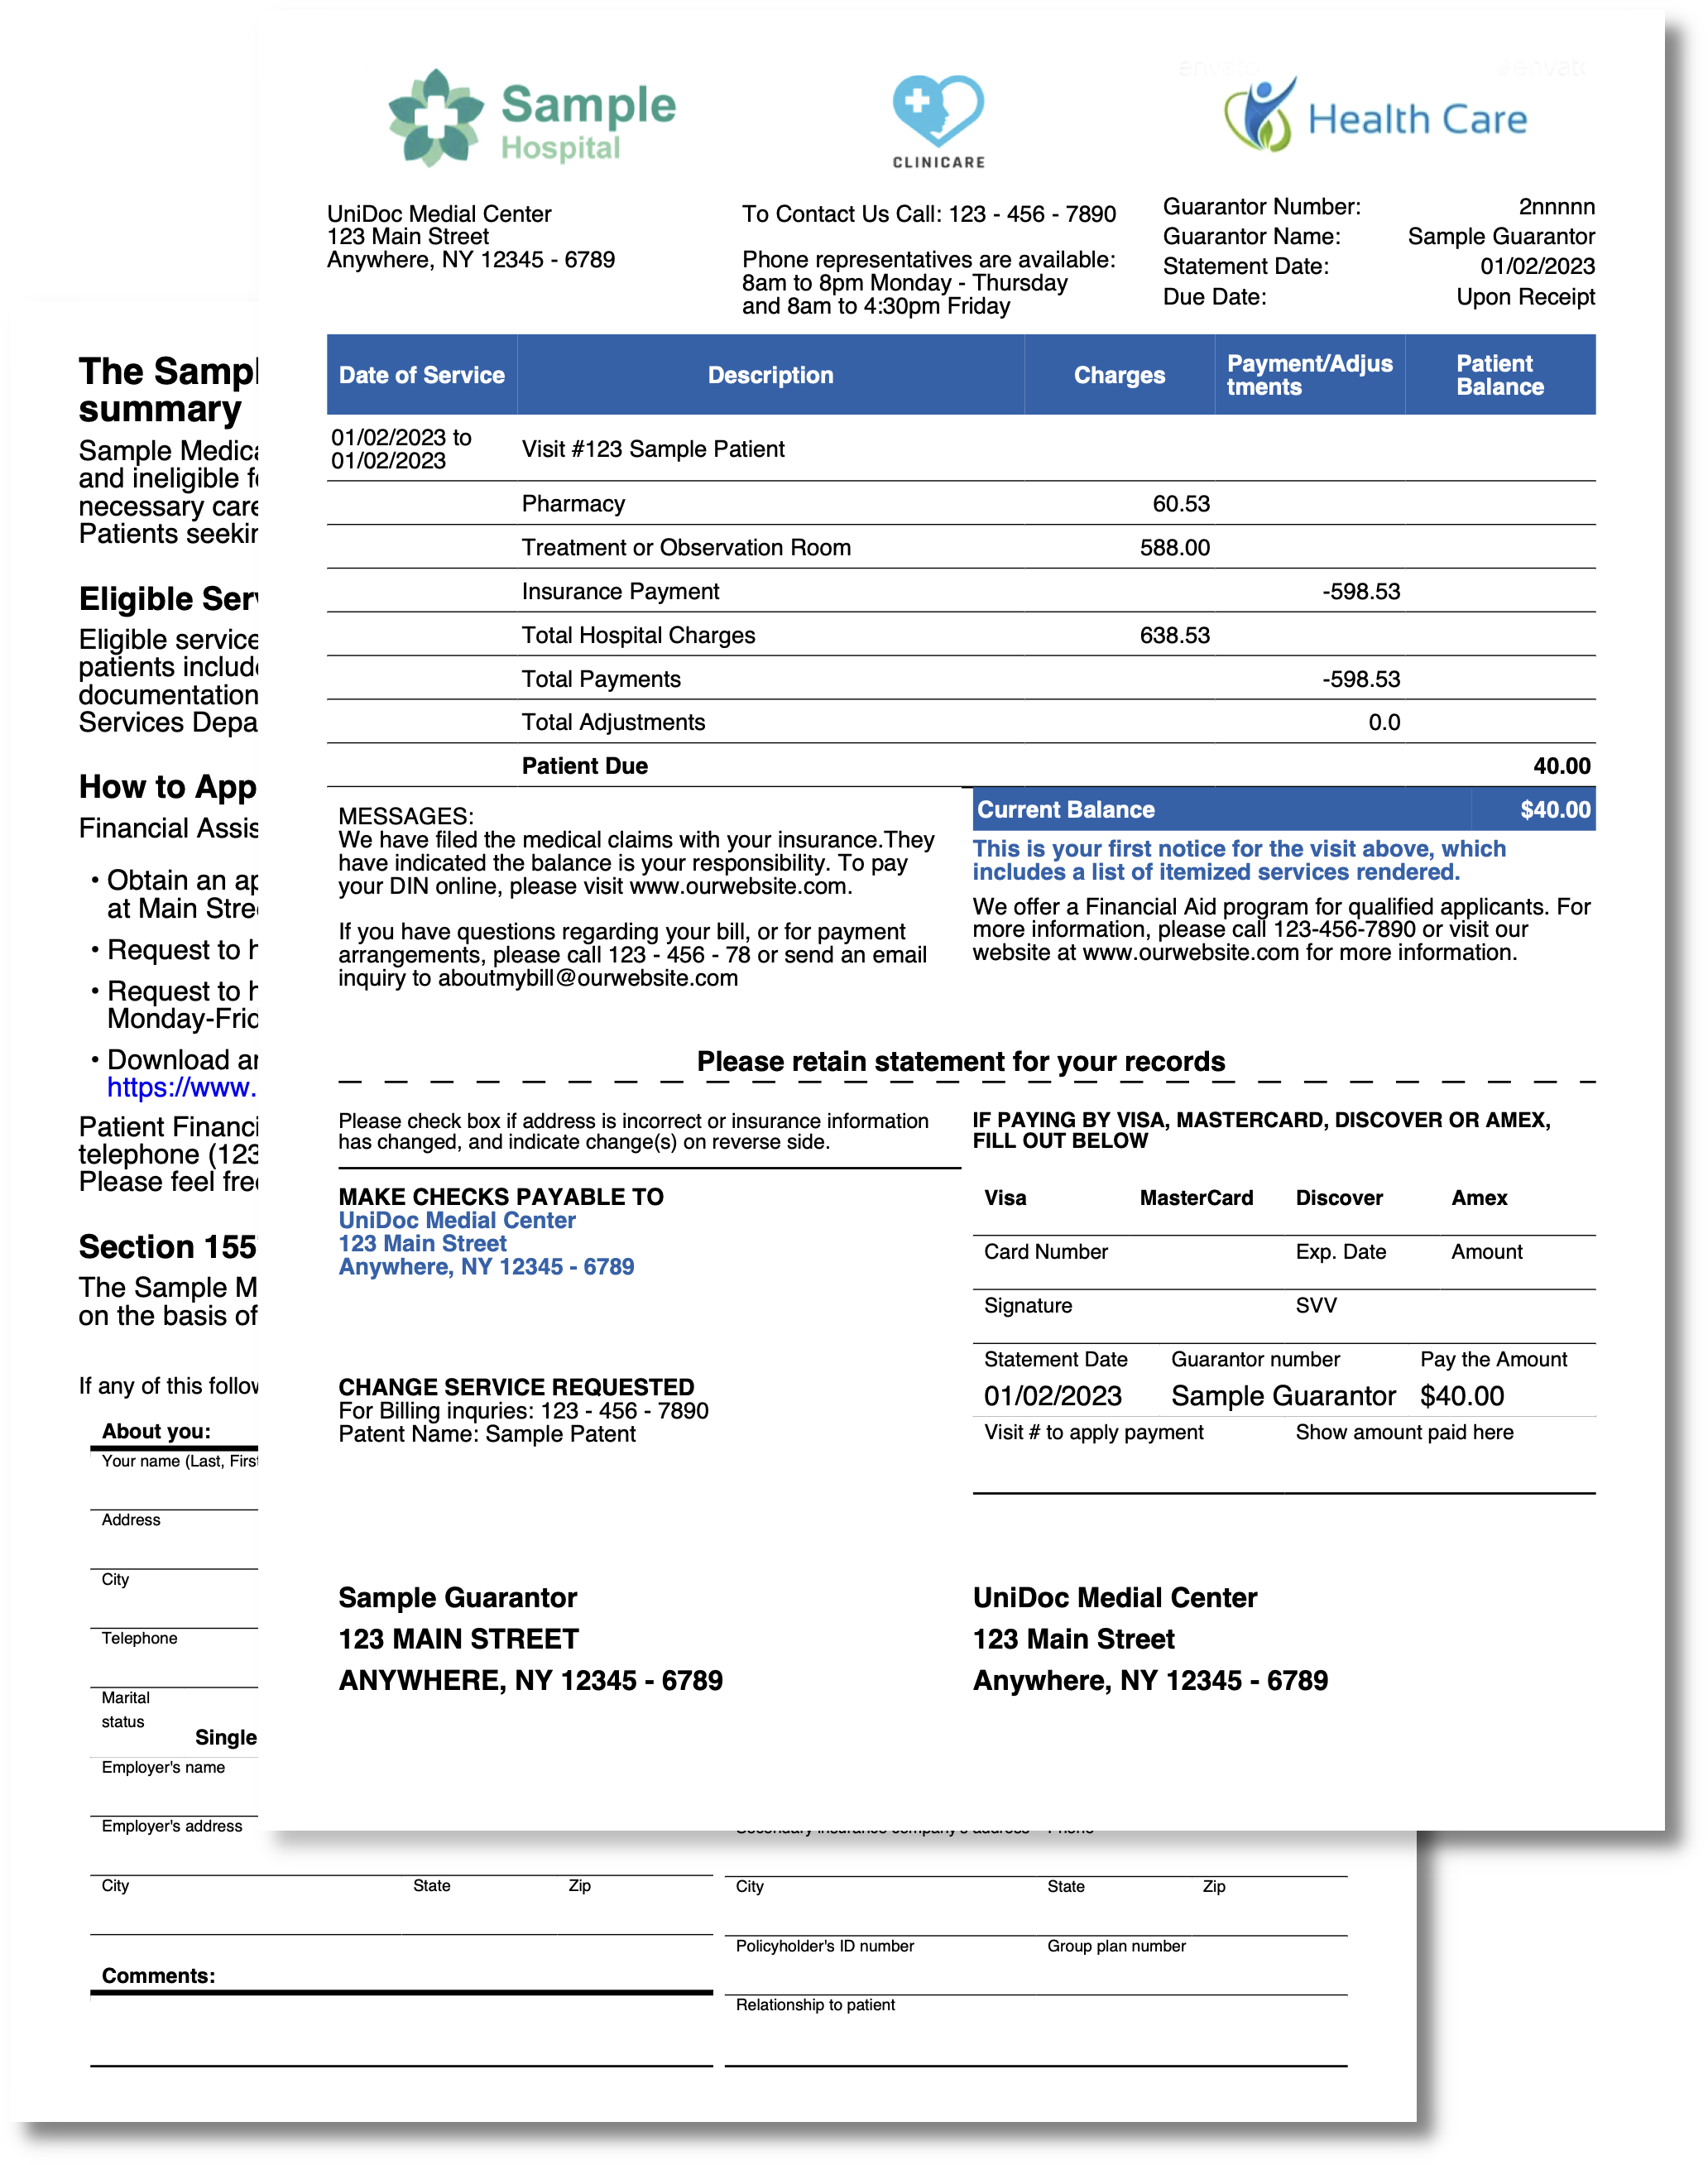 Sample
Hospital
CLINICARE
Health Care
UniDoc Medial Center
123 Main Street
Anywhere, NY 12345 - 6789
To Contact Us Call: 123 - 456 - 7890
Phone representatives are available:
8am to 8pm Monday - Thursday
and 8am to 4:30pm Friday
Guarantor Number: 2nnnnn
Guarantor Name: Sample Guarantor
Statement Date: 01/02/2023
Due Date: Upon Receipt
Date of Service Description Charges Payment/Adjus
tments Patient
Balance
01/02/2023 to
01/02/2023 Visit #123 Sample Patient
Pharmacy 60.53
Treatment or Observation Room 588.00
Insurance Payment -598.53
Total Hospital Charges 638.53
Total Payments -598.53
Total Adjustments 0.0
Patient Due 40.00
MESSAGES:
We have filed the medical claims with your insurance.They
have indicated the balance is your responsibility. To pay
your DIN online, please visit www.ourwebsite.com.
If you have questions regarding your bill, or for payment
arrangements, please call 123 - 456 - 78 or send an email
inquiry to aboutmybill@ourwebsite.com
Current Balance $40.00
This is your first notice for the visit above, which
includes a list of itemized services rendered.
We offer a Financial Aid program for qualified applicants. For
more information, please call 123-456-7890 or visit our
website at www.ourwebsite.com for more information.
Please retain statement for your records
Please check box if address is incorrect or insurance information
has changed, and indicate change(s) on reverse side.
MAKE CHECKS PAYABLE TO
UniDoc Medial Center
123 Main Street
Anywhere, NY 12345 - 6789
CHANGE SERVICE REQUESTED
For Billing inquries: 123 - 456 - 7890
Patent Name: Sample Patent
IF PAYING BY VISA, MASTERCARD, DISCOVER OR AMEX,
FILL OUT BELOW
Visa MasterCard Discover Amex
Card Number Exp. Date Amount
Signature SVV
Statement Date Guarantor number Pay the Amount
01/02/2023 Sample Guarantor $40.00
Visit # to apply payment Show amount paid here
Sample Guarantor
123 MAIN STREET
ANYWHERE, NY 12345 - 6789
UniDoc Medial Center
123 Main Street
Anywhere, NY 12345 - 6789
The Sampl
summary
Sample Medica
and ineligible f
necessary care
Patients seekin
Eligible Serv
Eligible service
patients include
documentation
Services Depa
How to App
Financial Assis
• Obtain an ap
at Main Stre
• Request to h
• Request to h
Monday-Frid
• Download an
https://www.
Patient Financi
telephone (123
Please feel free
Section 155
The Sample M
on the basis of
If any of this follow
About you:
Your name (Last, First
Address
City
Telephone
Marital
status
Single
Employer's name
Employer's address
City State Zip
Comments:
Secondary insurance company's address Phone
City State Zip
Policyholder's ID number Group plan number
Relationship to patient